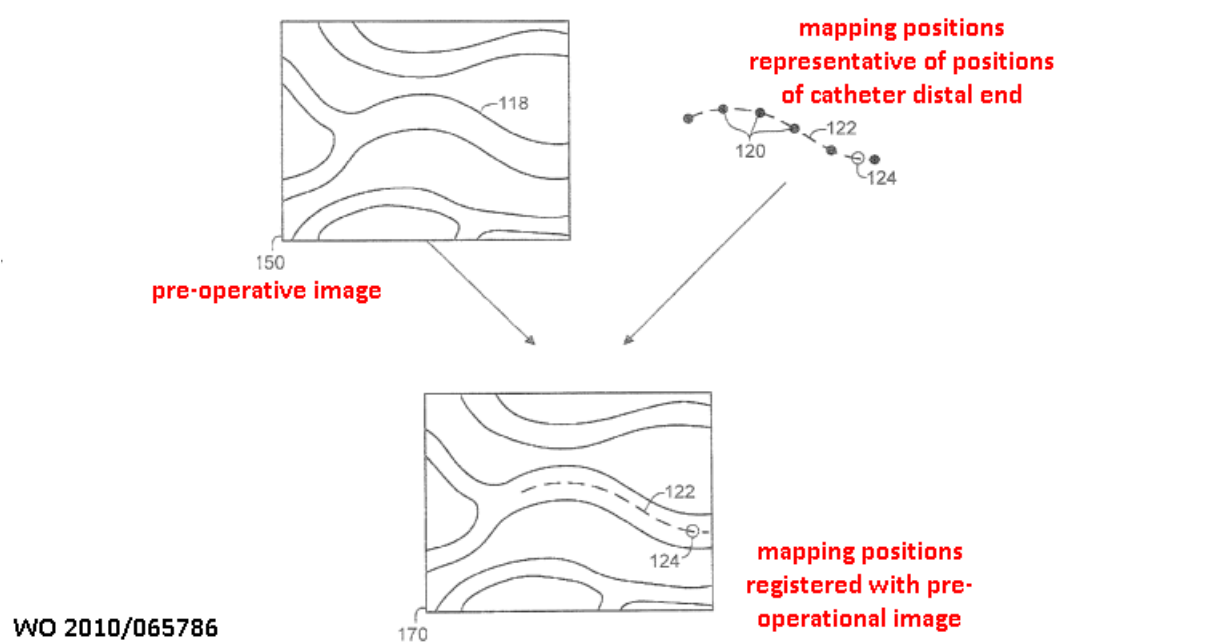 mapping positions
representative of positions
of catheter distal end
118
122
120
124
150
pre-operative image
122
124
mapping positions
registered with pre-
operational image
170
WO 2010/065786